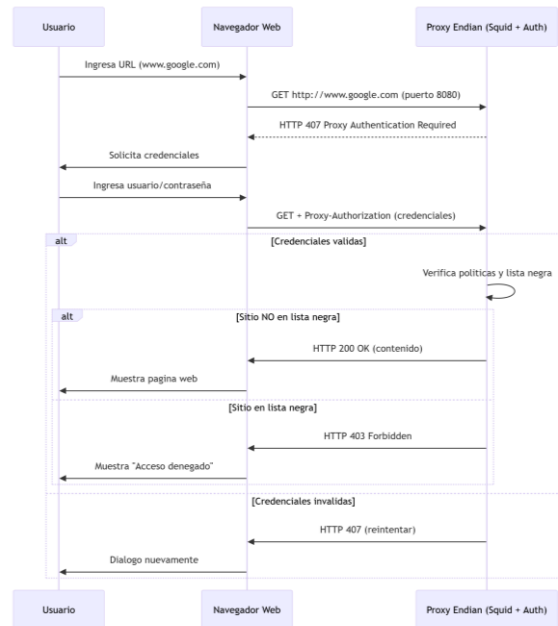 Usuario
Navegador Web
Proxy Endian (Squid + Auth)
Ingresa URL (www.google.com)
GET http://www.google.com (puerto 8080)
HTTP 407 Proxy Authentication Required
Solicita credenciales
Ingresa usuario/contraseña
GET + Proxy-Authorization (credenciales)
alt
[Credenciales validas]
Verifica politicas y lista negra
alt
[Sitio NO en lista negra]
HTTP 200 OK (contenido)
Muestra pagina web
[Sitio en lista negra]
HTTP 403 Forbidden
Muestra "Acceso denegado"
[Credenciales invalidas]
HTTP 407 (reintentar)
Dialogo nuevamente
Usuario
Navegador Web
Proxy Endian (Squid + Auth)